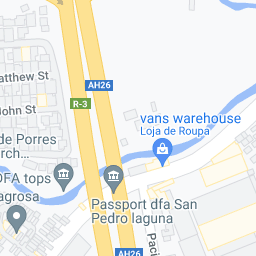 atthew St
AH26
R-3
John St
vans warehouse
Loja de Roupa
de Porres
rch
OFA tops
agrosa
Passport dfa San
Pedro laguna
AH26
Paci